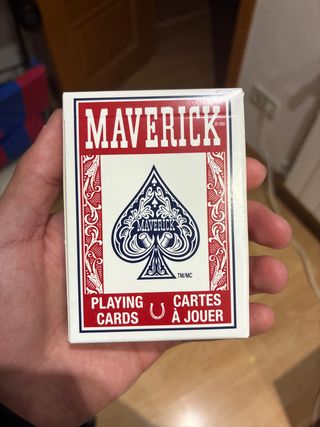 MAVERICK
MAVERICK
TM/MC
PLAYING CARTES
CARDS À JOUER